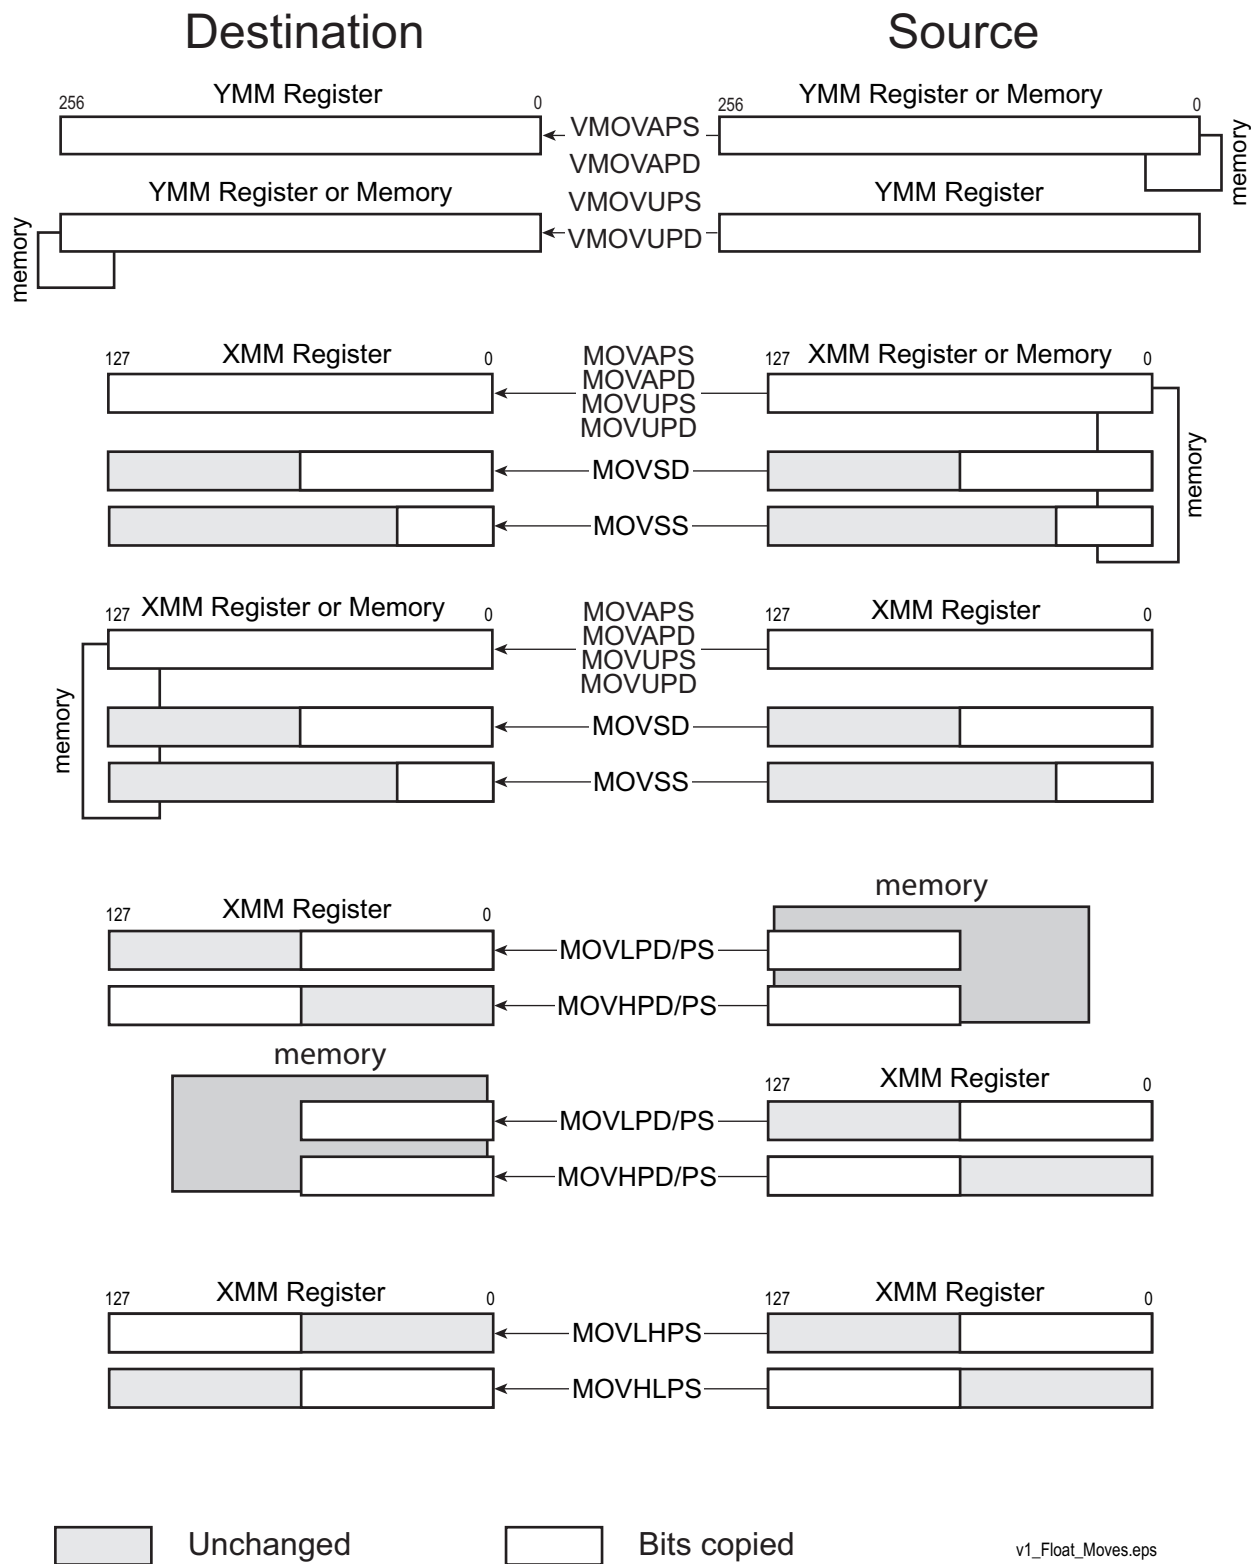 Destination Source
YMM Register YMM Register or Memory
256 0 256 0
VMOVAPS
memory
VMOVAPD
YMM Register or Memory YMM Register
VMOVUPS
VMOVUPD
memory
127 XMM Register 0 MOVAPS 127 XMM Register or Memory 0
MOVAPD
MOVUPS
MOVUPD
MOVSD
memory
MOVSS
127 XMM Register or Memory 0 MOVAPS 127 XMM Register 0
MOVAPD
MOVUPS
MOVUPD
memory
MOVSD
MOVSS
memory
127 XMM Register 0
MOVLPD/PS
MOVHPD/PS
memory
127 XMM Register 0
MOVLPD/PS
MOVHPD/PS
127 XMM Register 0 127 XMM Register 0
MOVLHPS
MOVHLPS
Unchanged Bits copied v1_Float_Moves.eps